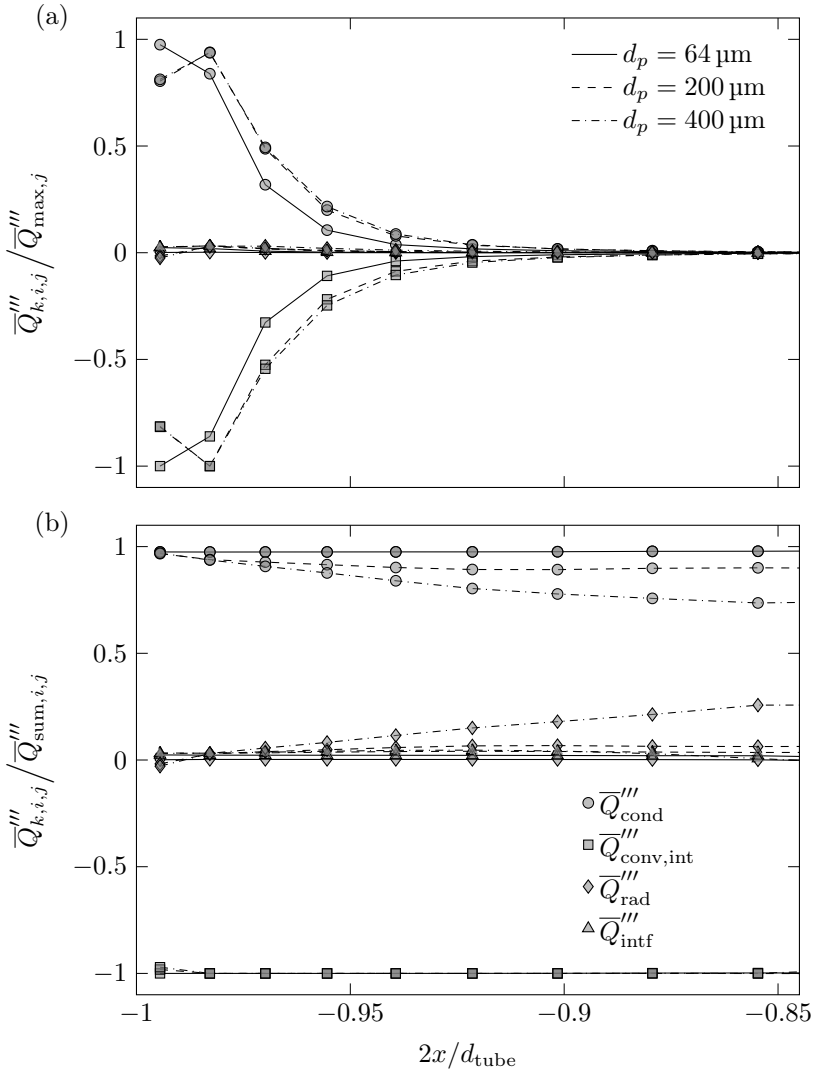 (a)
1
0.5
0
−0.5
−1
Q̅‴k,i,j/Q̅‴max,j
dp = 64 µm
dp = 200 µm
dp = 400 µm
(b)
1
0.5
0
−0.5
−1
Q̅‴k,i,j/Q̅‴sum,i,j
Q̅‴cond
Q̅‴conv,int
Q̅‴rad
Q̅‴intf
−1 −0.95 −0.9 −0.85
2x/dtube